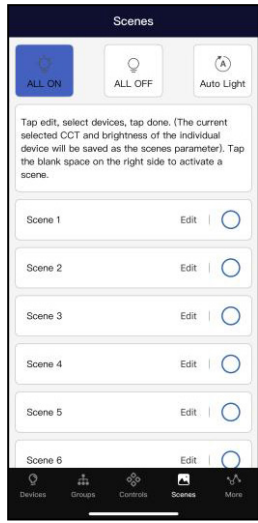 Scenes
ALL ON
ALL OFF
A
Auto Light
Tap edit, select devices, tap done. (The current
selected CCT and brightness of the individual
device will be saved as the scenes parameter). Tap
the blank space on the right side to activate a
scene.
Scene 1 Edit
Scene 2 Edit
Scene 3 Edit
Scene 4 Edit
Scene 5 Edit
Scene 6 Edit
Devices Groups Controls Scenes More